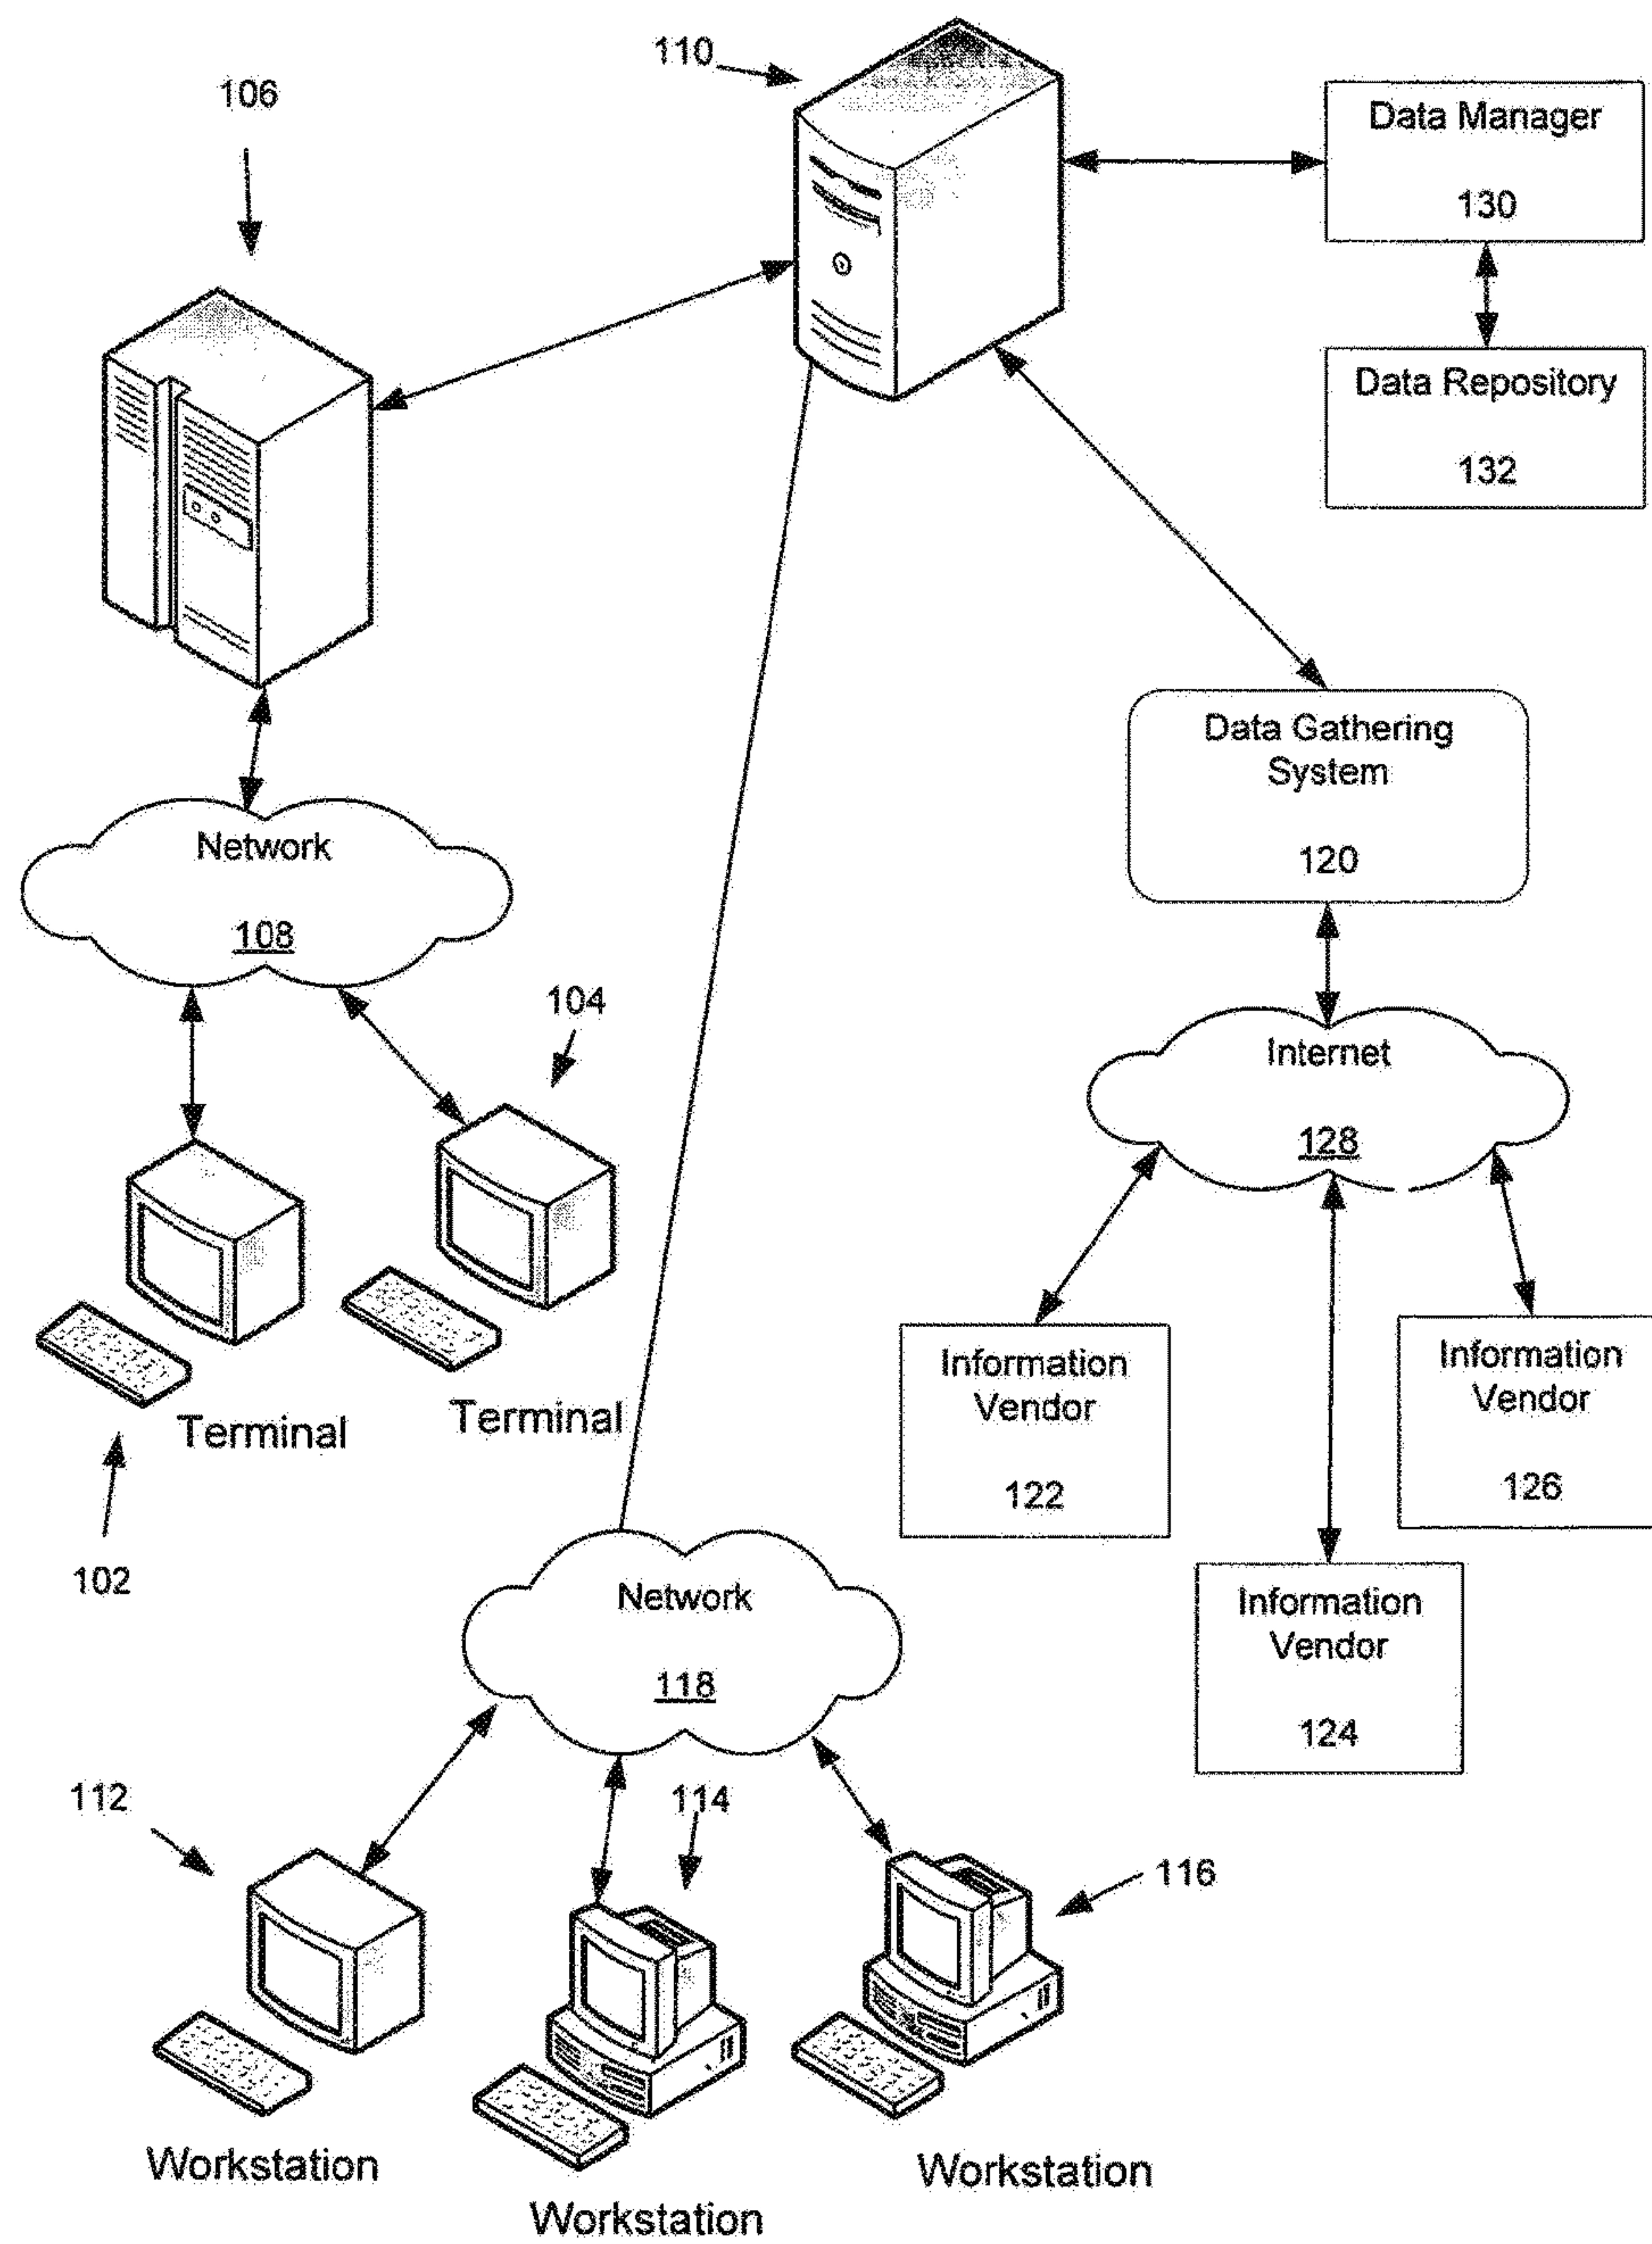 110
106
Data Manager
130
Data Repository
132
Data Gathering
System
120
Network
108
104
Internet
128
Terminal
Terminal
102
Information
Vendor
122
Information
Vendor
126
Information
Vendor
124
Network
118
112
114
116
Workstation
Workstation
Workstation